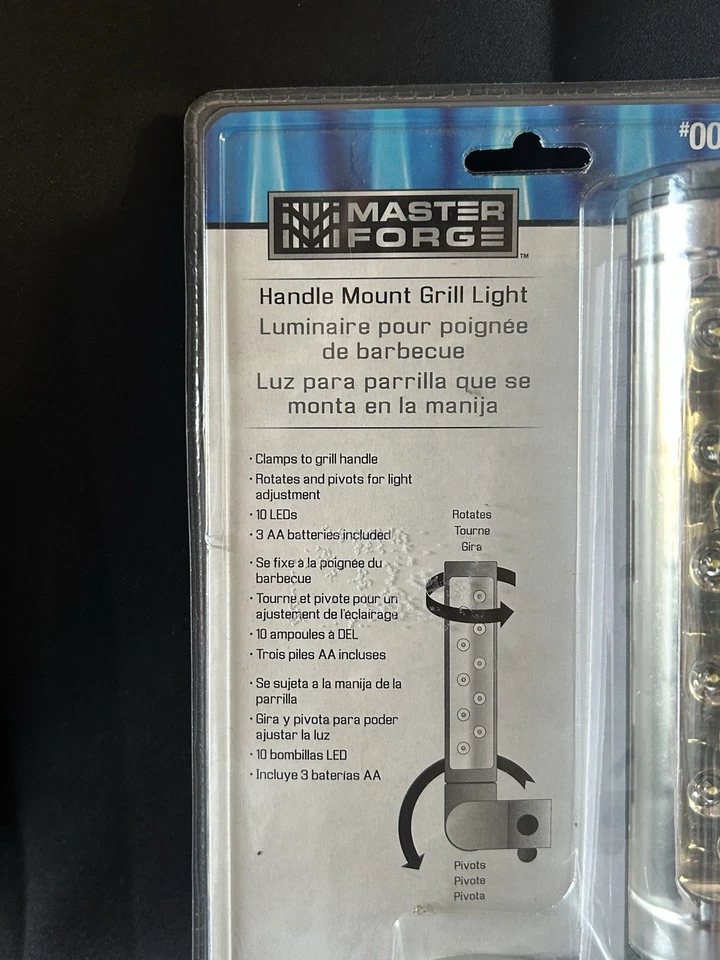 #00
MASTER
FORGE™
Handle Mount Grill Light
Luminaire pour poignée
de barbecue
Luz para parrilla que se
monta en la manija
· Clamps to grill handle
· Rotates and pivots for light
adjustment
· 10 LEDs
· 3 AA batteries included
· Se fixe à la poignée du
barbecue
· Tourne et pivote pour un
ajustement de l'éclairage
· 10 ampoules à DEL
· Trois piles AA incluses
· Se sujeta a la manija de la
parrilla
· Gira y pivota para poder
ajustar la luz
· 10 bombillas LED
· Incluye 3 baterías AA
Rotates
Tourne
Gira
Pivots
Pivote
Pivota